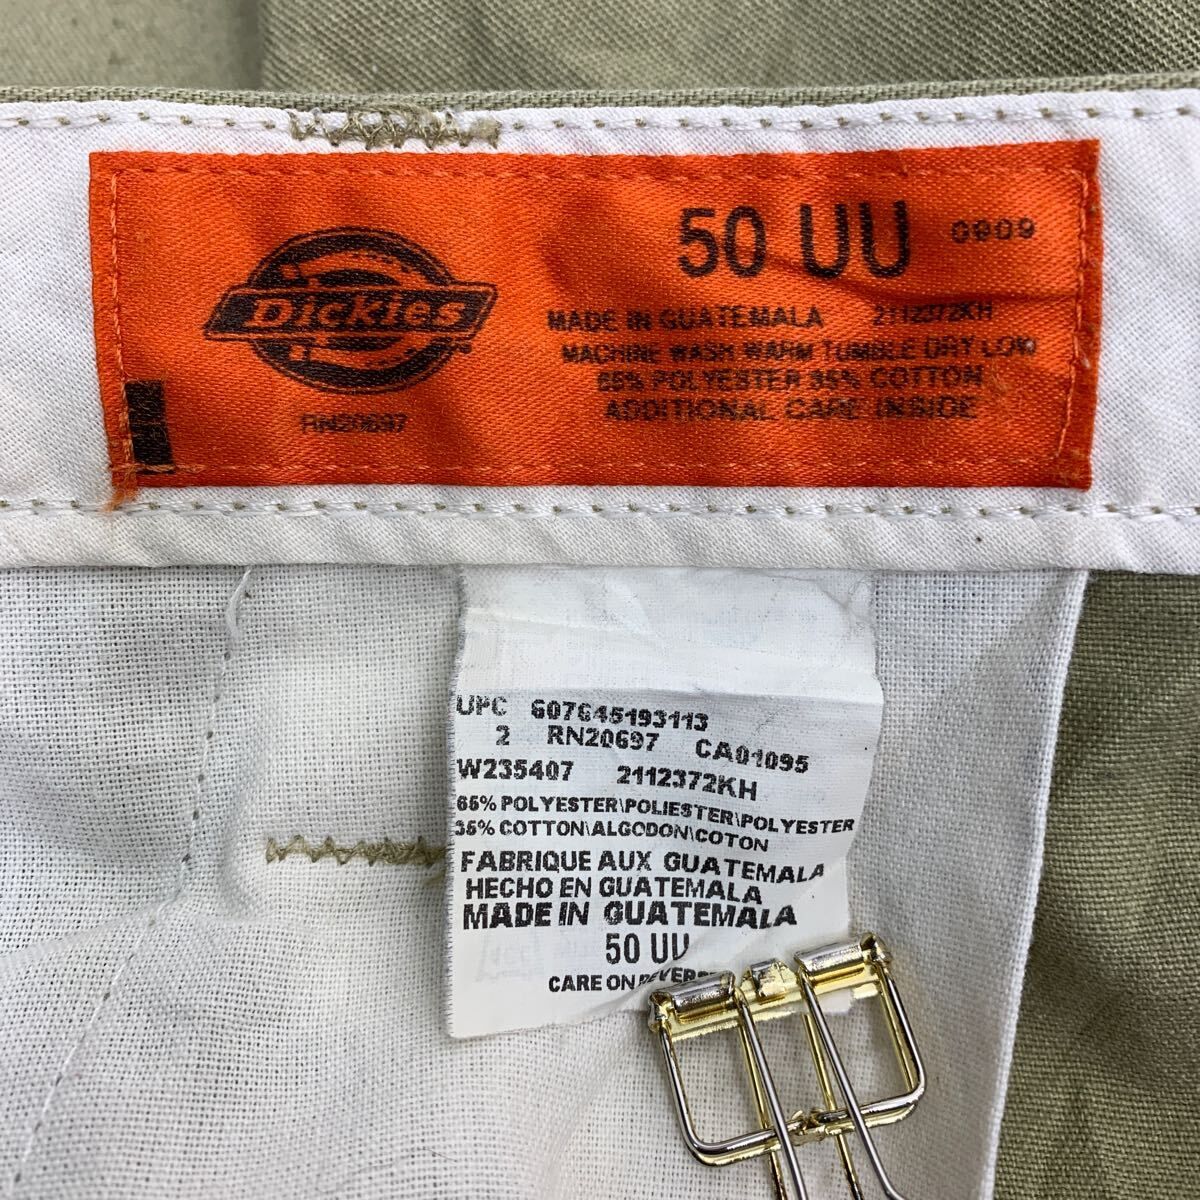 50 UU 0909
Dickies
MADE IN GUATEMALA 2112372KH
MACHINE WASH WARM TUMBLE DRY LOW
65% POLYESTER 35% COTTON
ADDITIONAL CARE INSIDE
RN20697
UPC 607645193113
2 RN20697 CA01095
W235407 2112372KH
65% POLYESTER\POLIESTER\POLYESTER
35% COTTON\ALGODON\COTON
FABRIQUE AUX GUATEMALA
HECHO EN GUATEMALA
MADE IN GUATEMALA
50 UU
CARE ON REVERSE